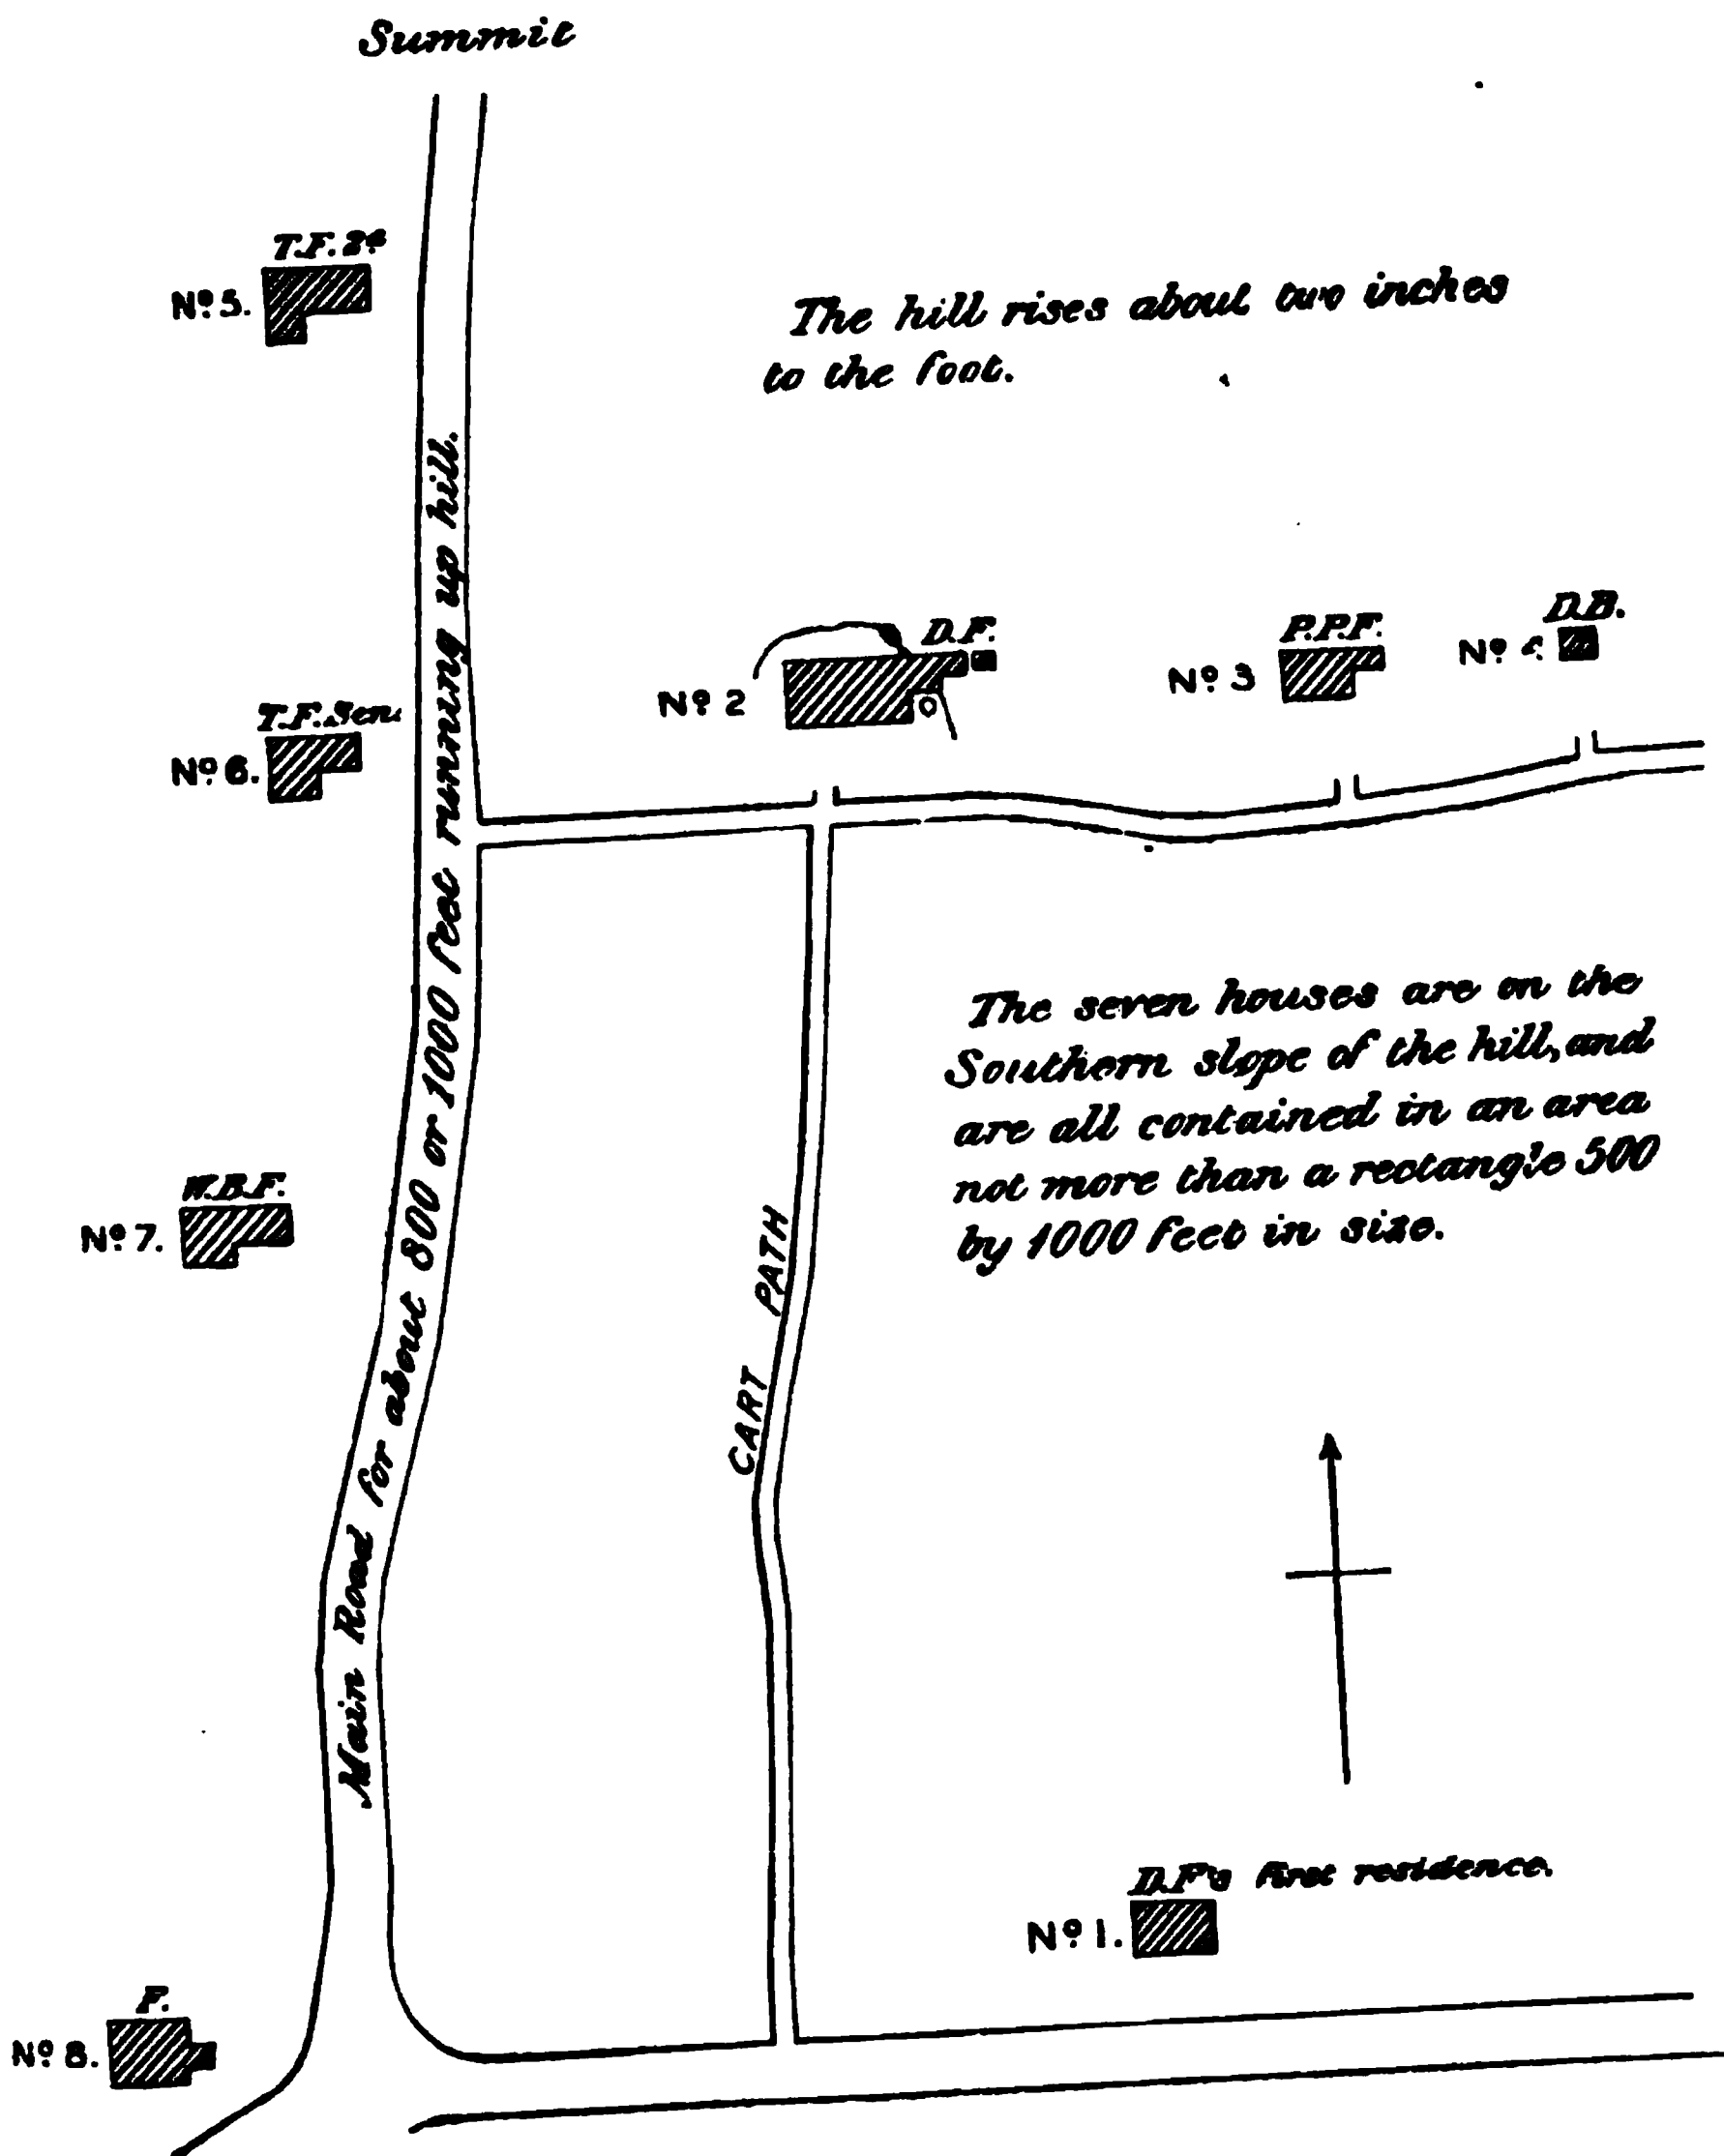 Summit
T.F. 2d
No 5.
The hill rises about two inches
to the foot.
D.F.
No 2
P.P.F.
No 3
D.B.
No
T.F. Sen.
No 6.
Main Road for about 800 or 1000 feet running up hill.
The seven houses are on the
Southern slope of the hill, and
are all contained in an area
not more than a rectangle 500
by 1000 feet in size.
W.B.F.
No 7.
CART PATH
D.F's first residence.
No 1.
F.
No 8.